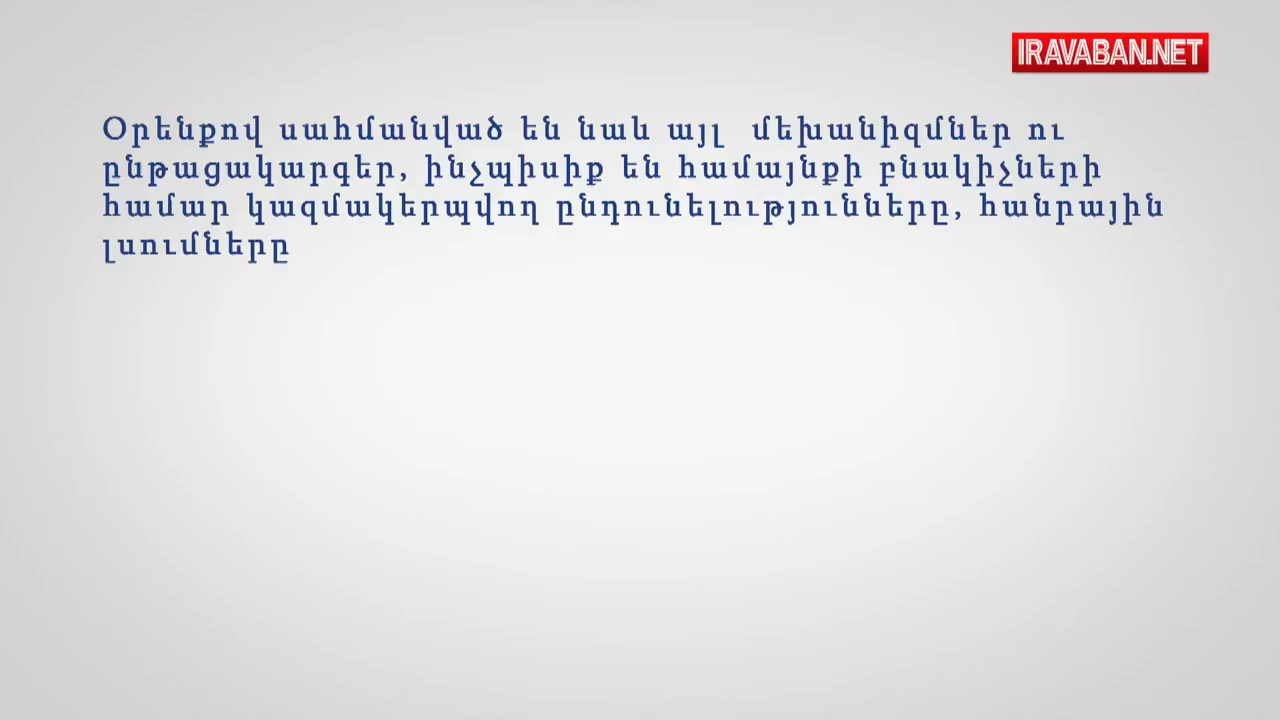 IRAVABAN.NET
Օրենքով սահմանված են նաև այլ մեխանիզմներ ու
ընթացակարգեր, ինչպիսիք են համայնքի բնակիչների
համար կազմակերպվող ընդունելությունները, հանրային
լսումները